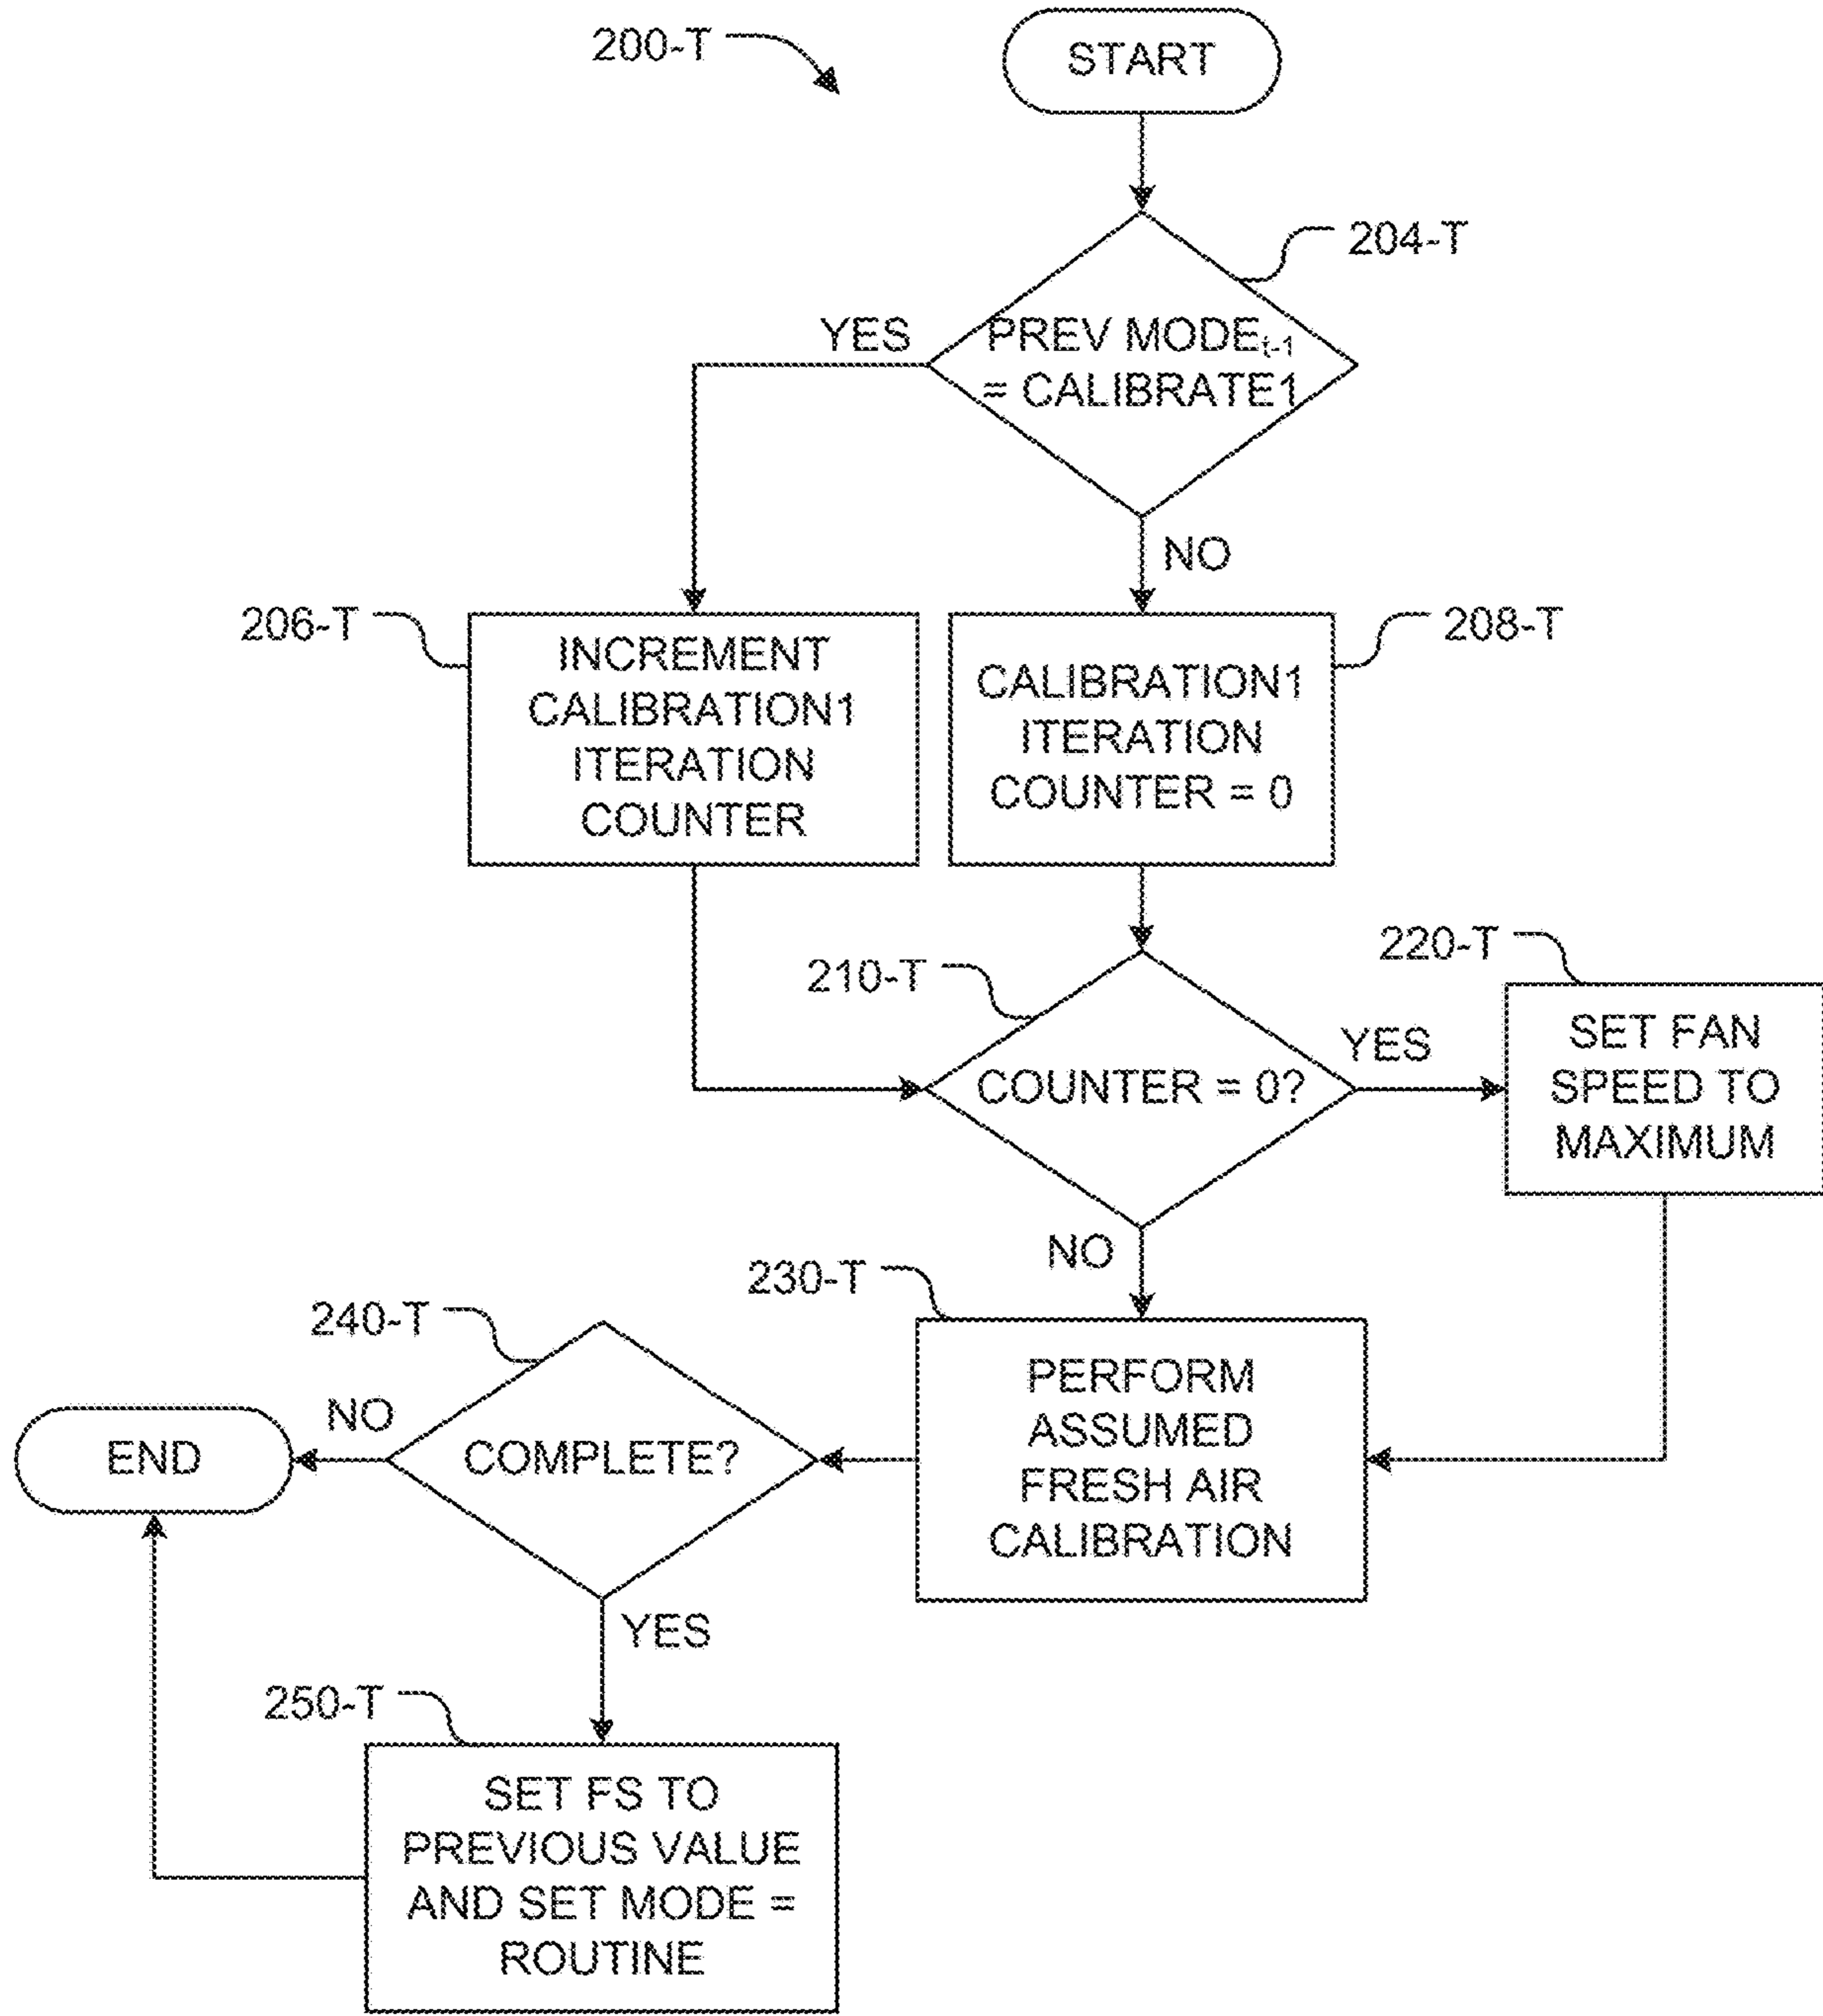 200-T
START
204-T
YES
PREV MODEt-1
= CALIBRATE1
NO
206-T
INCREMENT
CALIBRATION1
ITERATION
COUNTER
208-T
CALIBRATION1
ITERATION
COUNTER = 0
210-T
COUNTER = 0?
YES
220-T
SET FAN
SPEED TO
MAXIMUM
NO
230-T
PERFORM
ASSUMED
FRESH AIR
CALIBRATION
240-T
COMPLETE?
NO
END
YES
250-T
SET FS TO
PREVIOUS VALUE
AND SET MODE =
ROUTINE